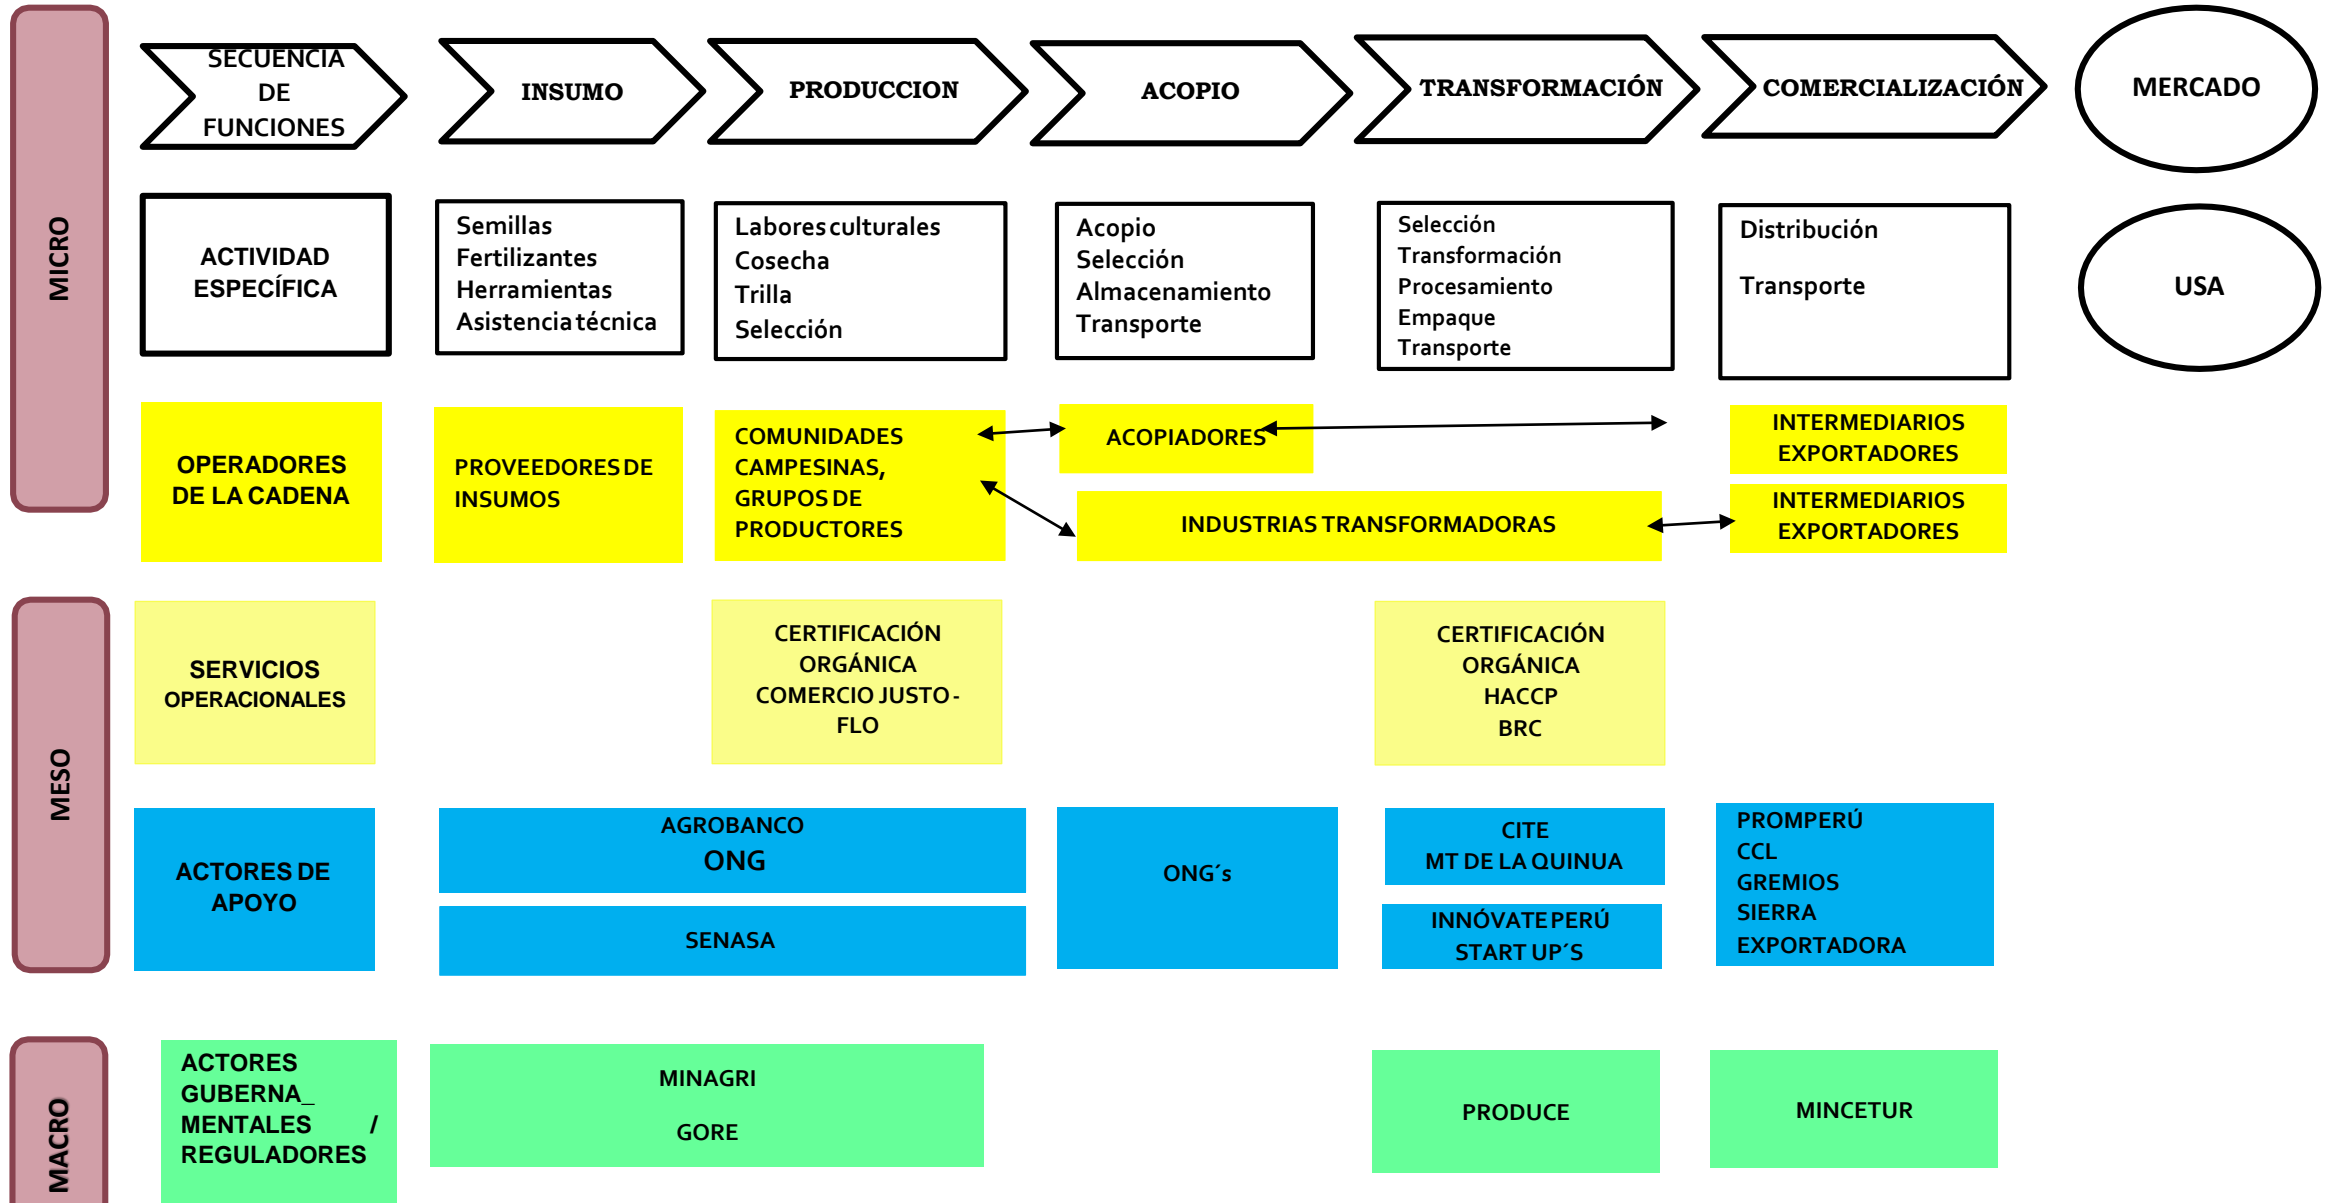 MICRO
SECUENCIA
DE
FUNCIONES
INSUMO
PRODUCCION
ACOPIO
TRANSFORMACIÓN
COMERCIALIZACIÓN
MERCADO
ACTIVIDAD
ESPECÍFICA
Semillas
Fertilizantes
Herramientas
Asistencia técnica
Labores culturales
Cosecha
Trilla
Selección
Acopio
Selección
Almacenamiento
Transporte
Selección
Transformación
Procesamiento
Empaque
Transporte
Distribución
Transporte
USA
OPERADORES
DE LA CADENA
PROVEEDORES DE
INSUMOS
COMUNIDADES
CAMPESINAS,
GRUPOS DE
PRODUCTORES
ACOPIADORES
INDUSTRIAS TRANSFORMADORAS
INTERMEDIARIOS
EXPORTADORES
INTERMEDIARIOS
EXPORTADORES
MESO
SERVICIOS
OPERACIONALES
CERTIFICACIÓN
ORGÁNICA
COMERCIO JUSTO -
FLO
CERTIFICACIÓN
ORGÁNICA
HACCP
BRC
ACTORES DE
APOYO
AGROBANCO
ONG
SENASA
ONG´s
CITE
MT DE LA QUINUA
INNÓVATE PERÚ
START UP´S
PROMPERÚ
CCL
GREMIOS
SIERRA
EXPORTADORA
MACRO
ACTORES
GUBERNA_
MENTALES /
REGULADORES
MINAGRI
GORE
PRODUCE
MINCETUR